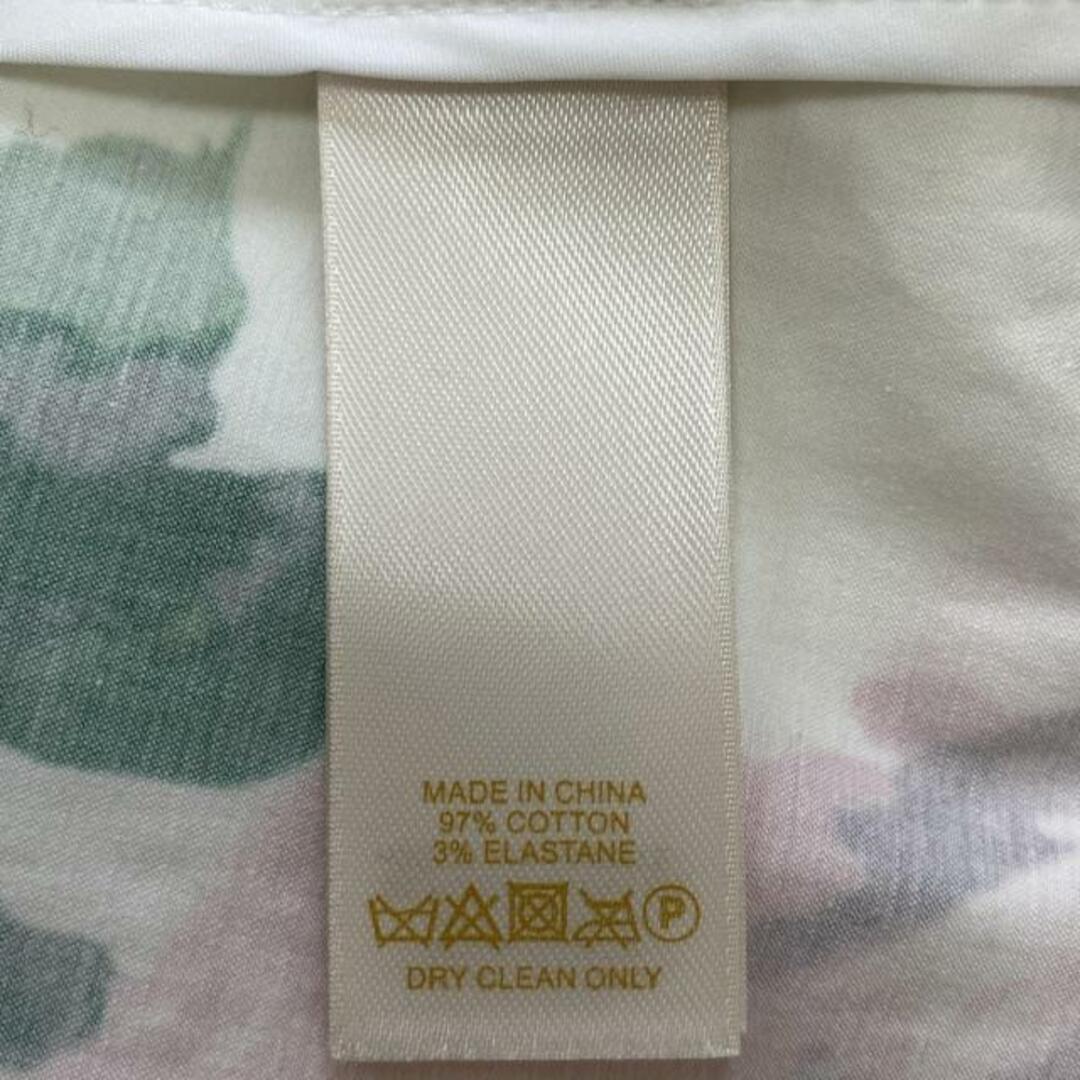 MADE IN CHINA
97% COTTON
3% ELASTANE
P
DRY CLEAN ONLY